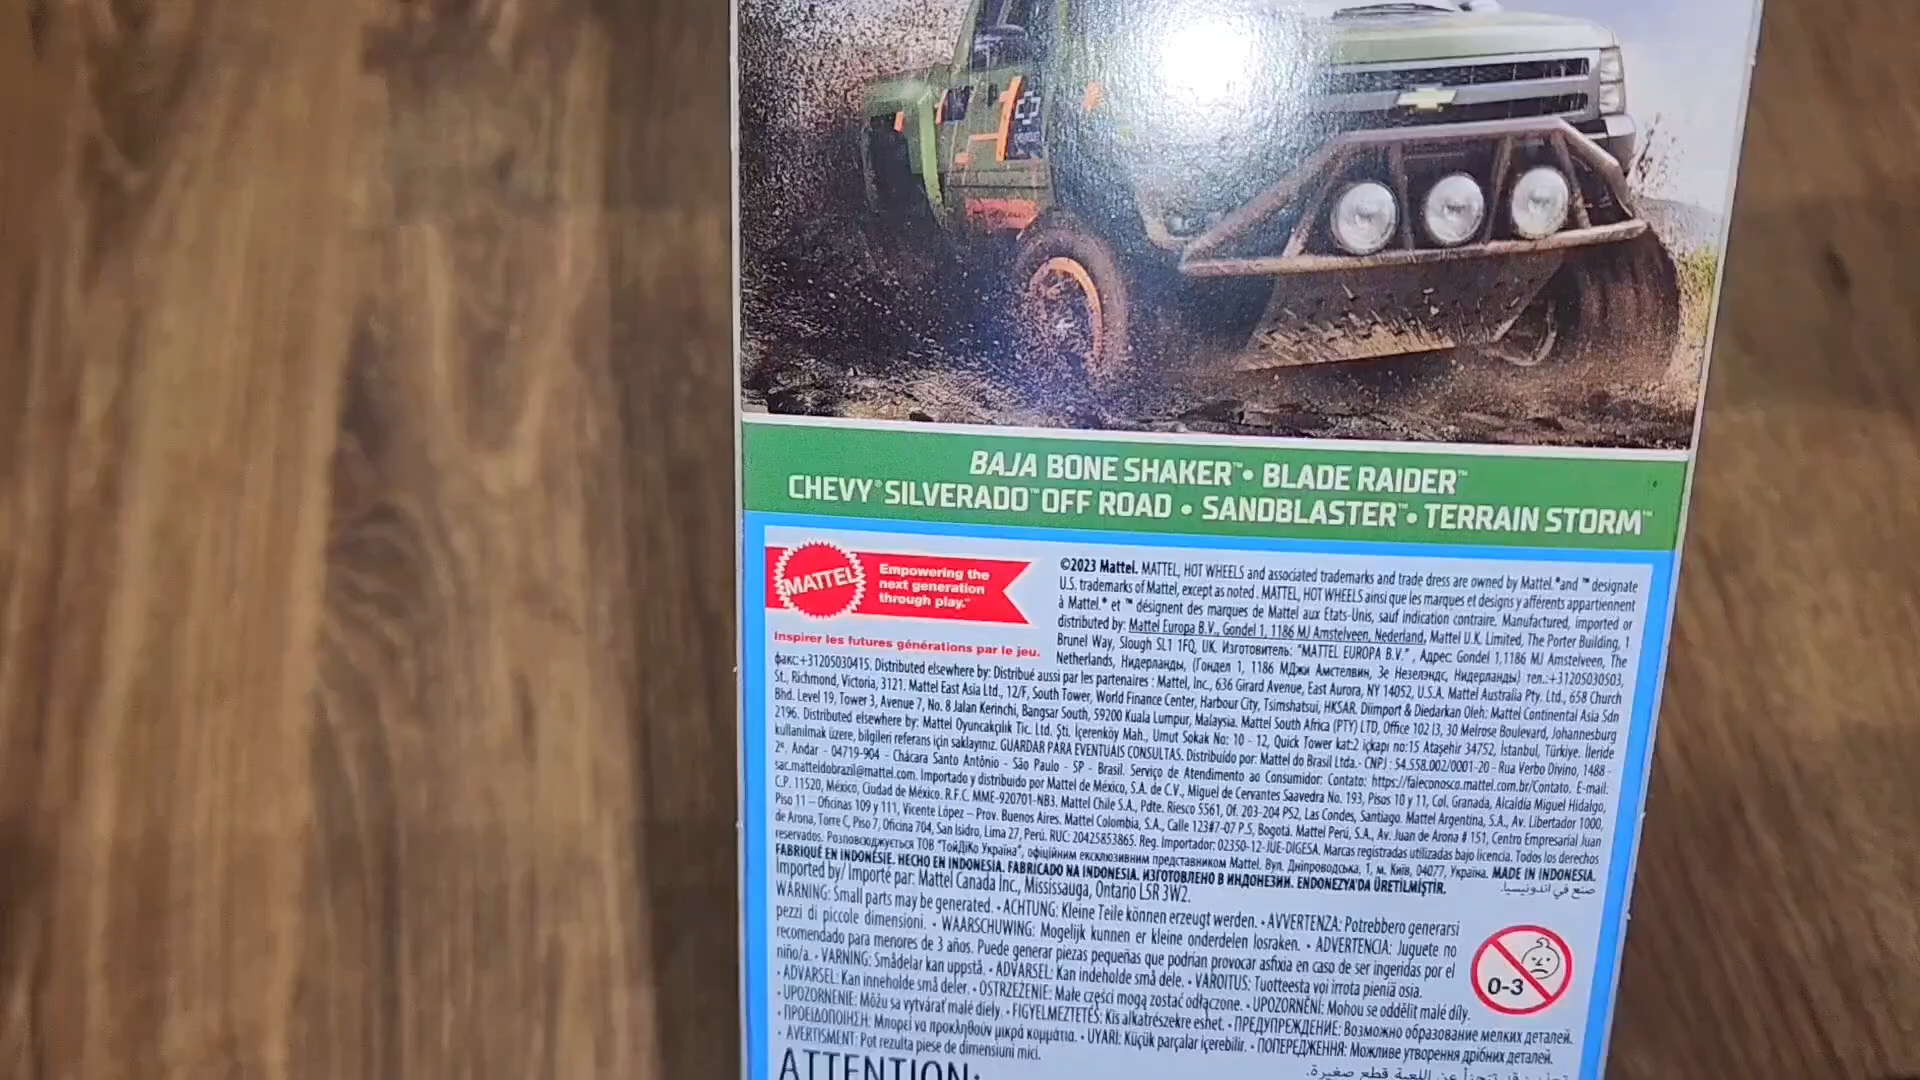 BAJA BONE SHAKER™ • BLADE RAIDER™
CHEVY® SILVERADO™ OFF ROAD • SANDBLASTER™ • TERRAIN STORM™
MATTEL
Empowering the
next generation
through play.™
Inspirer les futures générations par le jeu.
©2023 Mattel. MATTEL, HOT WHEELS and associated trademarks and trade dress are owned by Mattel. ® and ™ designate
U.S. trademarks of Mattel, except as noted. MATTEL, HOT WHEELS ainsi que les marques et designs y afférents appartiennent
à Mattel. ® et ™ désignent des marques de Mattel aux Etats-Unis, sauf indication contraire. Manufactured, imported or
distributed by: Mattel Europa B.V., Gondel 1, 1186 MJ Amstelveen, Nederland, Mattel U.K. Limited, The Porter Building, 1
Brunel Way, Slough SL1 1FQ, UK. Изготовитель: "MATTEL EUROPA B.V." , Адрес: Gondel 1,1186 MJ Amstelveen, The
Netherlands, Нидерланды, (Гондел 1, 1186 МДжи Амстелвин, Зе Незелэндс, Нидерланды) тел.:+31205030503,
факс:+31205030415. Distributed elsewhere by: Distribué aussi par les partenaires : Mattel, Inc., 636 Girard Avenue, East Aurora, NY 14052, U.S.A. Mattel Australia Pty. Ltd., 658 Church
St., Richmond, Victoria, 3121. Mattel East Asia Ltd., 12/F, South Tower, World Finance Center, Harbour City, Tsimshatsui, HKSAR. Diimport & Diedarkan Oleh: Mattel Continental Asia Sdn
Bhd. Level 19, Tower 3, Avenue 7, No. 8 Jalan Kerinchi, Bangsar South, 59200 Kuala Lumpur, Malaysia. Mattel South Africa (PTY) LTD, Office 102 I3, 30 Melrose Boulevard, Johannesburg
2196. Distributed elsewhere by: Mattel Oyuncakçılık Tic. Ltd. Şti. İçerenköy Mah., Umut Sokak No: 10 - 12, Quick Tower kat:2 içkapı no:15 Ataşehir 34752, İstanbul, Türkiye. İleride
kullanılmak üzere, bilgileri referans için saklayınız. GUARDAR PARA EVENTUAIS CONSULTAS. Distribuído por: Mattel do Brasil Ltda.- CNPJ : 54.558.002/0001-20 - Rua Verbo Divino, 1488 -
2º. Andar - 04719-904 - Chácara Santo Antônio - São Paulo - SP - Brasil. Serviço de Atendimento ao Consumidor: Contato: https://faleconosco.mattel.com.br/Contato. E-mail:
sac.matteldobrazil@mattel.com. Importado y distribuido por Mattel de México, S.A. de C.V., Miguel de Cervantes Saavedra No. 193, Pisos 10 y 11, Col. Granada, Alcaldía Miguel Hidalgo,
C.P. 11520, México, Ciudad de México. R.F.C. MME-920701-NB3. Mattel Chile S.A., Pdte. Riesco 5561, Of. 203-204 PS2, Las Condes, Santiago. Mattel Argentina, S.A., Av. Libertador 1000,
Piso 11 – Oficinas 109 y 111, Vicente López – Prov. Buenos Aires. Mattel Colombia, S.A., Calle 123#7-07 P.5, Bogotá. Mattel Perú, S.A., Av. Juan de Arona # 151, Centro Empresarial Juan
de Arona, Torre C, Piso 7, Oficina 704, San Isidro, Lima 27, Perú. RUC: 20425853865. Reg. Importador: 02350-12-JUE-DIGESA. Marcas registradas utilizadas bajo licencia. Todos los derechos
reservados. Розповсюджується ТОВ "ТойДіКо Україна", офіційним ексклюзивним представником Mattel. Вул. Дніпроводська, 1, м. Київ, 04077, Україна. MADE IN INDONESIA.
FABRIQUÉ EN INDONÉSIE. HECHO EN INDONESIA. FABRICADO NA INDONESIA. ИЗГОТОВЛЕНО В ИНДОНЕЗИИ. ENDONEZYA'DA ÜRETİLMİŞTİR. صنع في اندونيسيا.
Imported by/ Importé par: Mattel Canada Inc., Mississauga, Ontario L5R 3W2.
WARNING: Small parts may be generated. • ACHTUNG: Kleine Teile können erzeugt werden. • AVVERTENZA: Potrebbero generarsi
pezzi di piccole dimensioni. • WAARSCHUWING: Mogelijk kunnen er kleine onderdelen losraken. • ADVERTENCIA: Juguete no
recomendado para menores de 3 años. Puede generar piezas pequeñas que podrían provocar asfixia en caso de ser ingeridas por el
niño/a. • VARNING: Smådelar kan uppstå. • ADVARSEL: Kan indeholde små dele. • VAROITUS: Tuotteesta voi irrota pieniä osia.
• ADVARSEL: Kan inneholde små deler. • OSTRZEŻENIE: Małe części mogą zostać odłączone. • UPOZORNĚNÍ: Mohou se oddělit malé díly.
• UPOZORNENIE: Môžu sa vytvárať malé diely. • FIGYELMEZTETÉS: Kis alkatrészekre eshet. • ПРЕДУПРЕЖДЕНИЕ: Возможно образование мелких деталей.
• ΠΡΟΕΙΔΟΠΟΙΗΣΗ: Μπορεί να προκληθούν μικρά κομμάτια. • UYARI: Küçük parçalar içerebilir. • ПОПЕРЕДЖЕННЯ: Можливе утворення дрібних деталей.
• AVERTISMENT: Pot rezulta piese de dimensiuni mici.
0-3
ATTENTION: